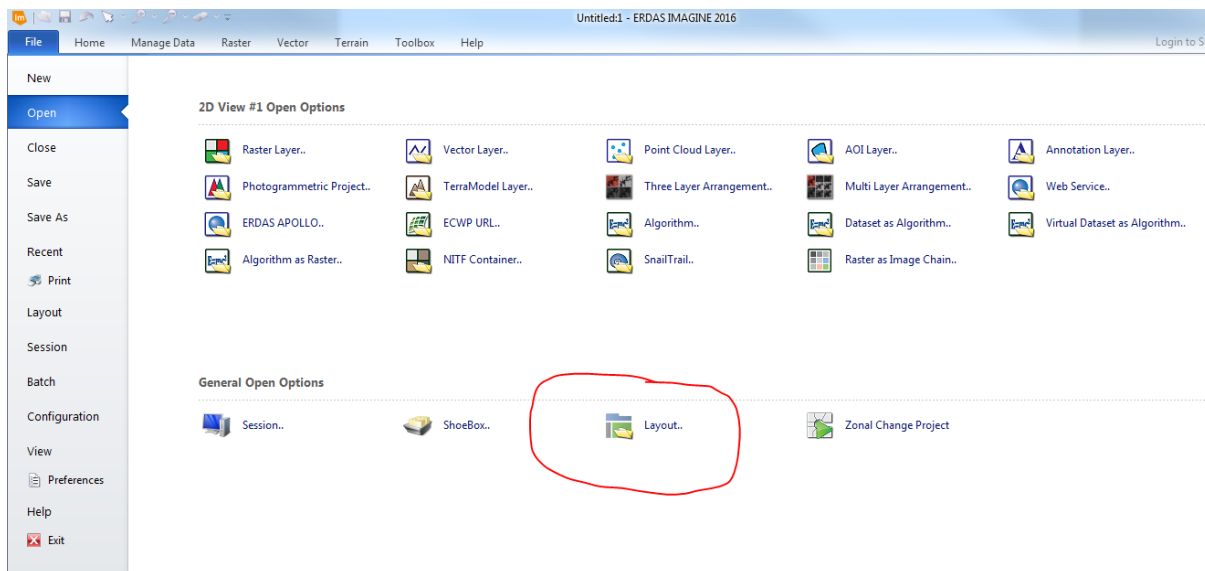 Untitled:1 - ERDAS IMAGINE 2016
File Home Manage Data Raster Vector Terrain Toolbox Help Login to S
New
Open
Close
Save
Save As
Recent
Print
Layout
Session
Batch
Configuration
View
Preferences
Help
Exit
2D View #1 Open Options
Raster Layer.. Vector Layer.. Point Cloud Layer.. AOI Layer.. Annotation Layer..
Photogrammetric Project.. TerraModel Layer.. Three Layer Arrangement.. Multi Layer Arrangement.. Web Service..
ERDAS APOLLO.. ECWP URL.. Algorithm.. Dataset as Algorithm.. Virtual Dataset as Algorithm..
Algorithm as Raster.. NITF Container.. SnailTrail.. Raster as Image Chain..
General Open Options
Session.. ShoeBox.. Layout.. Zonal Change Project